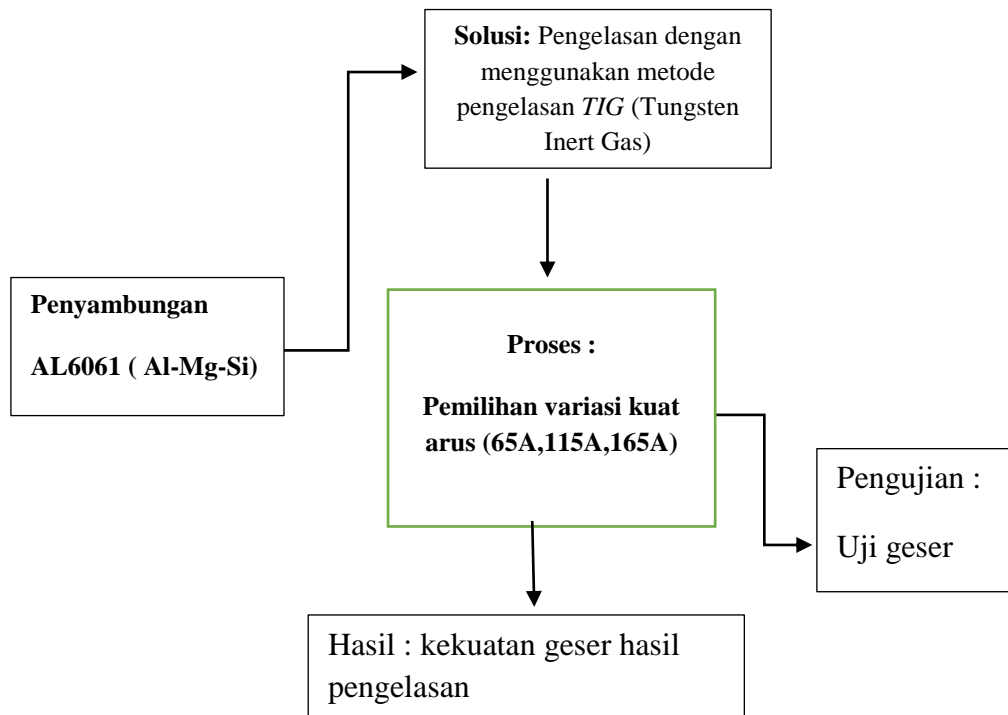 Solusi: Pengelasan dengan
menggunakan metode
pengelasan TIG (Tungsten
Inert Gas)
Penyambungan
AL6061 ( Al-Mg-Si)
Proses :
Pemilihan variasi kuat
arus (65A,115A,165A)
Pengujian :
Uji geser
Hasil : kekuatan geser hasil
pengelasan